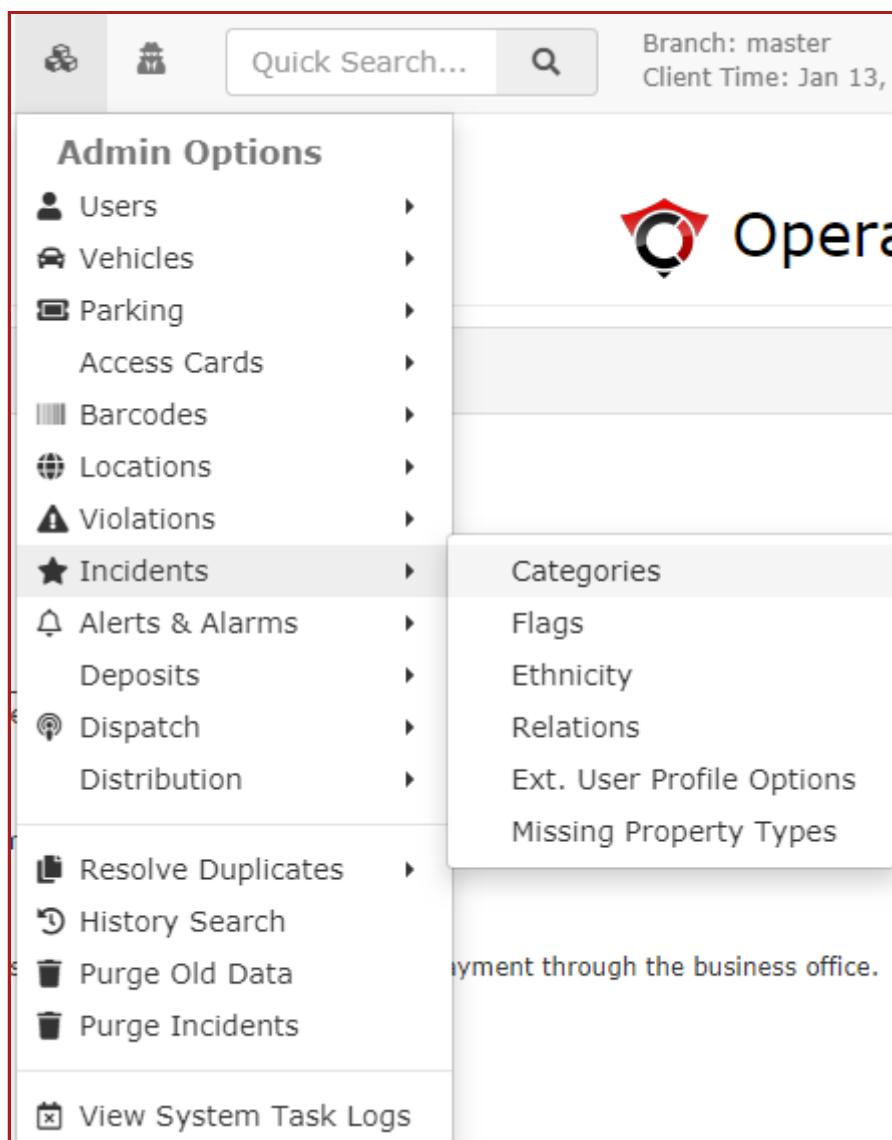 Quick Search...
Branch: master
Client Time: Jan 13,
Admin Options
Users
Vehicles
Parking
Access Cards
Barcodes
Locations
Violations
Incidents
Alerts & Alarms
Deposits
Dispatch
Distribution
Resolve Duplicates
History Search
Purge Old Data
Purge Incidents
View System Task Logs
Categories
Flags
Ethnicity
Relations
Ext. User Profile Options
Missing Property Types
through the business office.